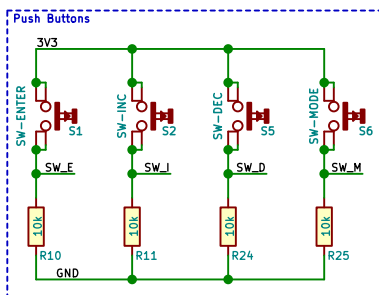 Push Buttons
3V3
SW-ENTER
S1
SW-INC
S2
SW-DEC
S5
SW-MODE
S6
SW_E
SW_I
SW_D
SW_M
10k
10k
10k
10k
R10
R11
R24
R25
GND